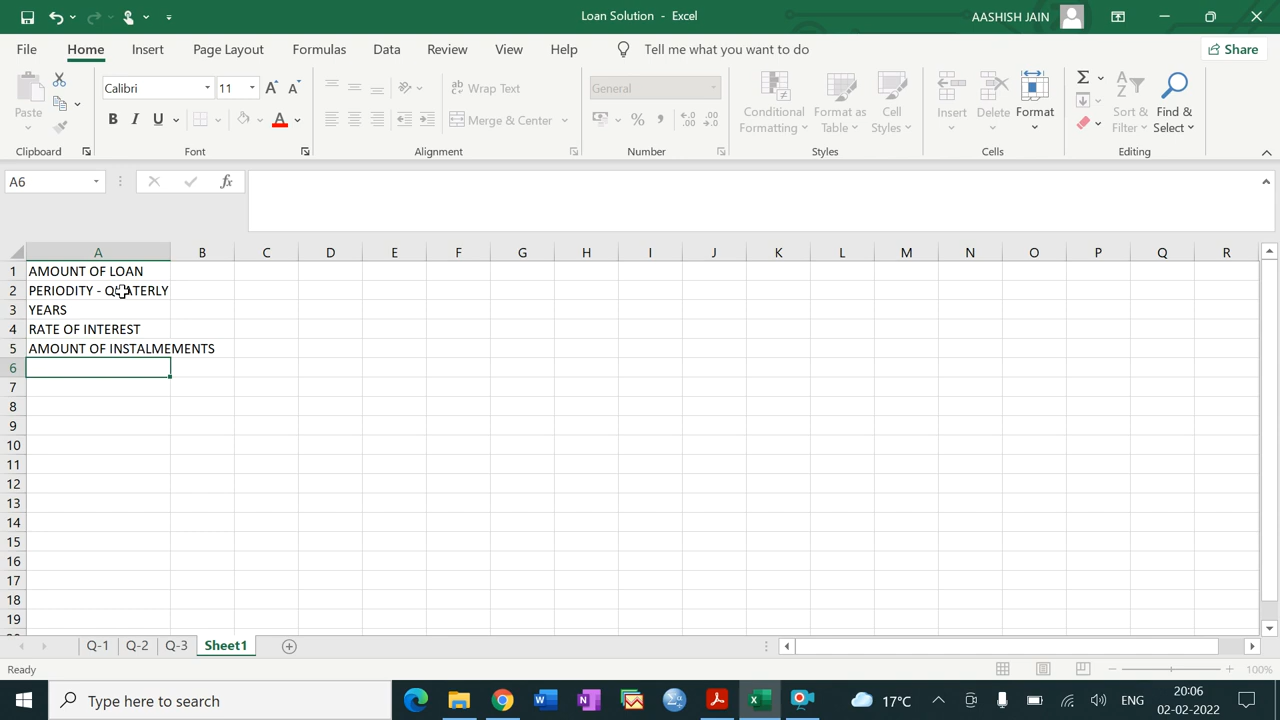 Loan Solution - Excel
AASHISH JAIN
File Home Insert Page Layout Formulas Data Review View Help Tell me what you want to do Share
Paste
Clipboard
Calibri 11
B I U A
Font
ab Wrap Text
Merge & Center
Alignment
General
% ,
Number
Conditional Formatting
Format as Table
Cell Styles
Styles
Insert Delete Format
Cells
Sort & Filter
Find & Select
Editing
A6 fx
A B C D E F G H I J K L M N O P Q R
1 AMOUNT OF LOAN
2 PERIODITY - QUATERLY
3 YEARS
4 RATE OF INTEREST
5 AMOUNT OF INSTALMEMENTS
6
7
8
9
10
11
12
13
14
15
16
17
18
19
Q-1 Q-2 Q-3 Sheet1
Ready 100%
Type here to search
17°C ENG
20:06
02-02-2022